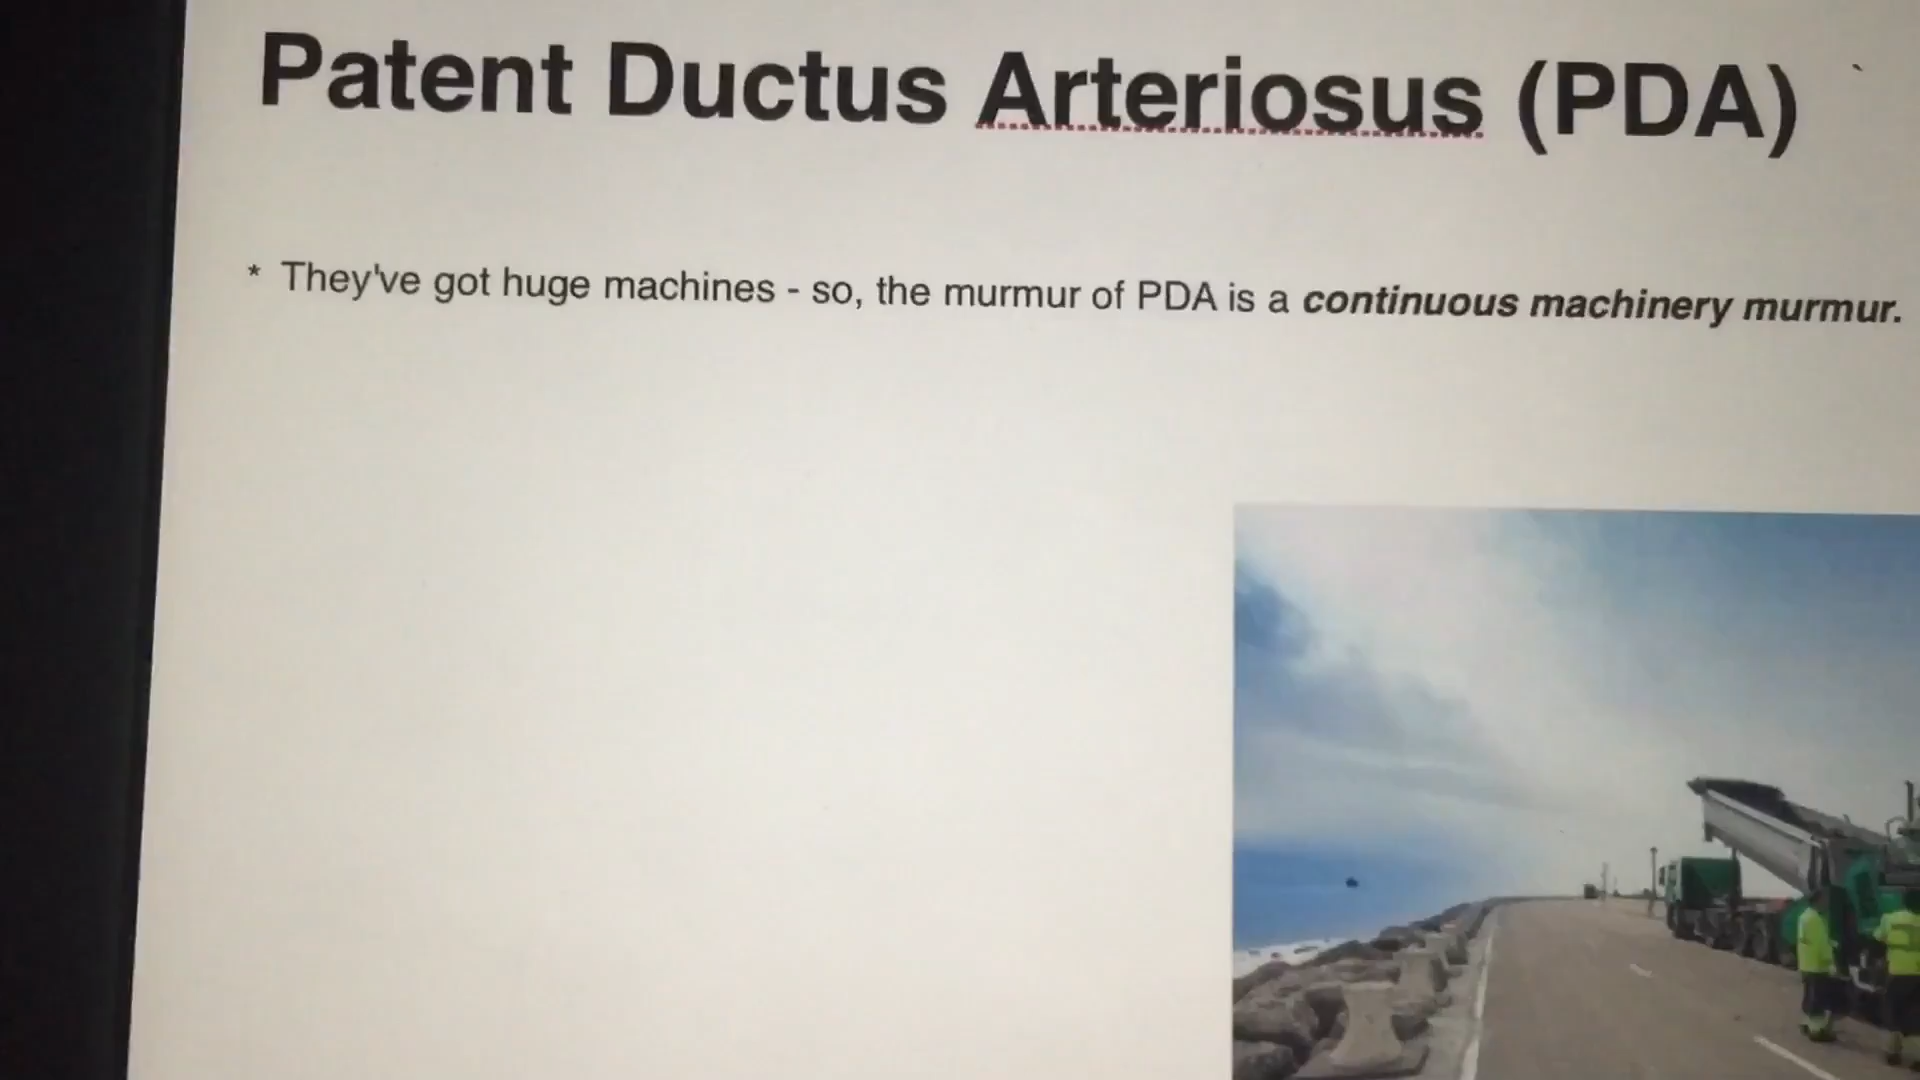 Patent Ductus Arteriosus (PDA)
* They've got huge machines - so, the murmur of PDA is a continuous machinery murmur.